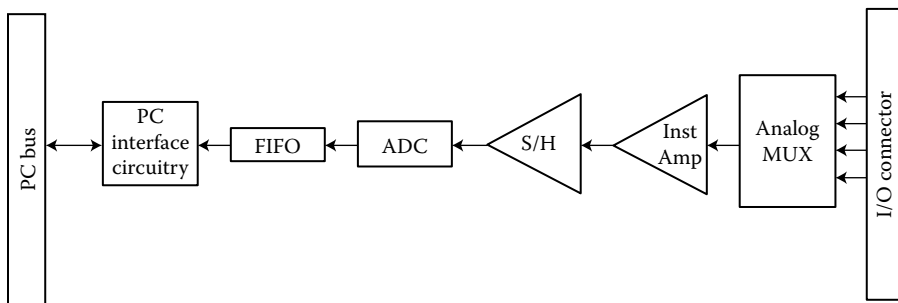 PC bus
PC
interface
circuitry
FIFO
ADC
S/H
Inst
Amp
Analog
MUX
I/O connector